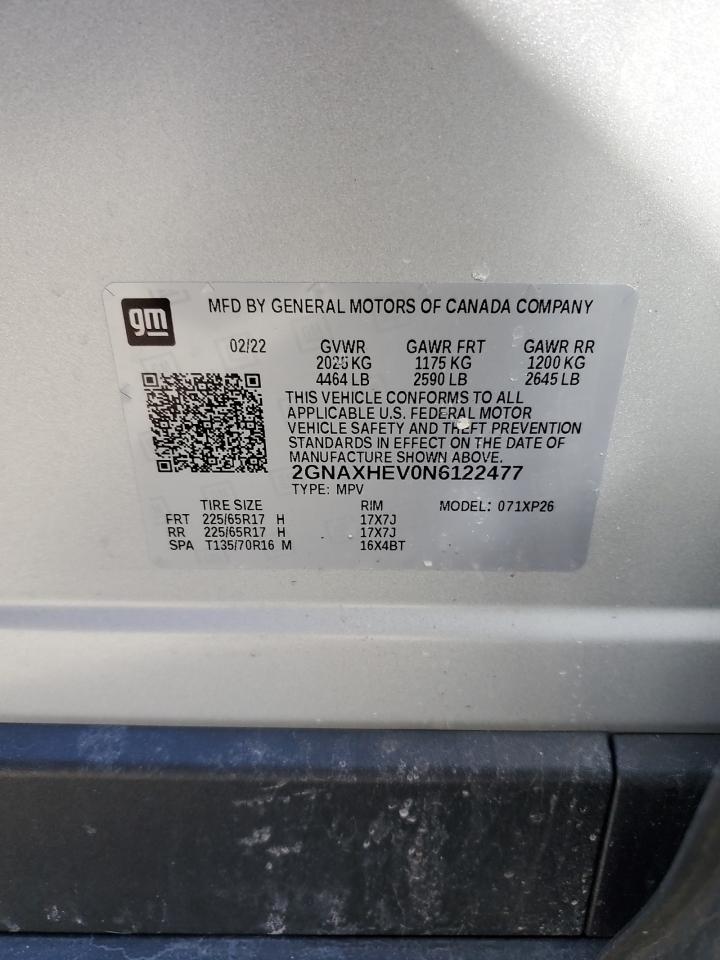 gm
MFD BY GENERAL MOTORS OF CANADA COMPANY
02/22 GVWR GAWR FRT GAWR RR
2025 KG 1175 KG 1200 KG
4464 LB 2590 LB 2645 LB
THIS VEHICLE CONFORMS TO ALL
APPLICABLE U.S. FEDERAL MOTOR
VEHICLE SAFETY AND THEFT PREVENTION
STANDARDS IN EFFECT ON THE DATE OF
MANUFACTURE SHOWN ABOVE.
2GNAXHEV0N6122477
TYPE: MPV
TIRE SIZE RIM MODEL: 071XP26
FRT 225/65R17 H 17X7J
RR 225/65R17 H 17X7J
SPA T135/70R16 M 16X4BT